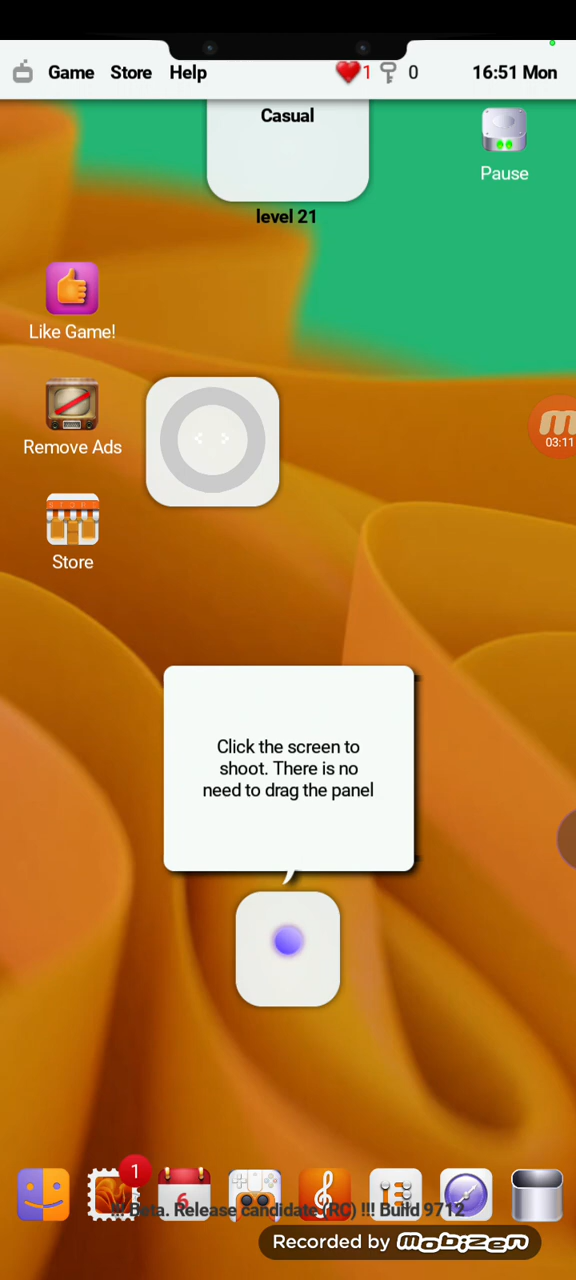 Game Store Help 1 0 16:51 Mon
Casual
Pause
level 21
Like Game!
Remove Ads
03:11
STORE
Store
Click the screen to
shoot. There is no
need to drag the panel
1
6
!!! Beta. Release candidate (RC) !!! Build 9712
Recorded by mobizen